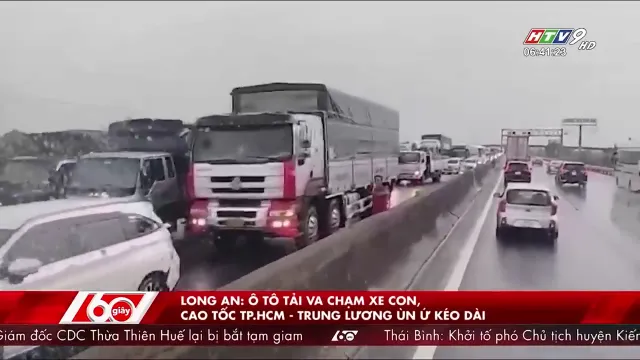 HTV9 HD
06:41:23
60 giây
LONG AN: Ô TÔ TẢI VA CHẠM XE CON,
CAO TỐC TP.HCM - TRUNG LƯƠNG ÙN Ứ KÉO DÀI
Giám đốc CDC Thừa Thiên Huế lại bị bắt tạm giam 60 Thái Bình: Khởi tố phó Chủ tịch huyện Kiến